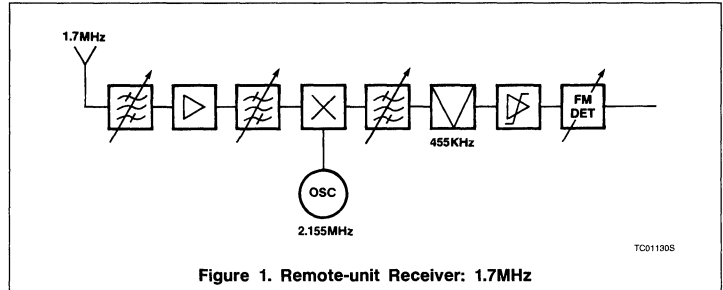 1.7MHz
FM
DET
455KHz
OSC
2.155MHz
TC01130S
Figure 1. Remote-unit Receiver: 1.7MHz